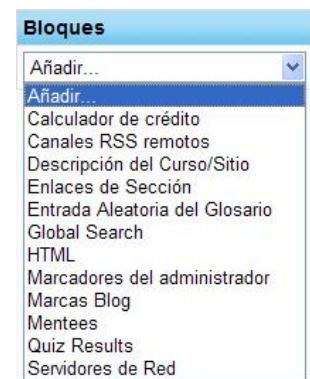 Bloques
Añadir...
Añadir...
Calculador de crédito
Canales RSS remotos
Descripción del Curso/Sitio
Enlaces de Sección
Entrada Aleatoria del Glosario
Global Search
HTML
Marcadores del administrador
Marcas Blog
Mentees
Quiz Results
Servidores de Red